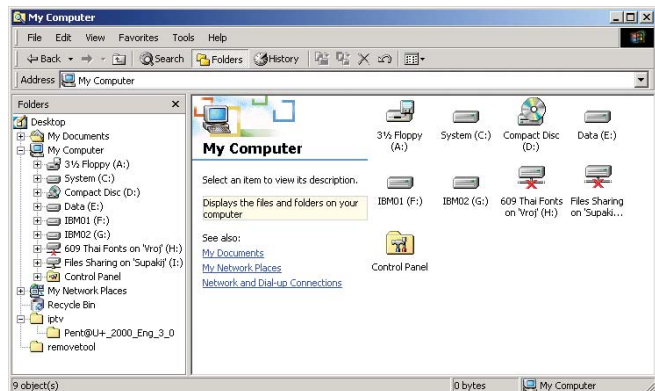 My Computer
File Edit View Favorites Tools Help
Back Search Folders History
Address My Computer
Folders x
Desktop
My Documents
My Computer
3½ Floppy (A:)
System (C:)
Compact Disc (D:)
Data (E:)
IBM01 (F:)
IBM02 (G:)
609 Thai Fonts on 'Vroj' (H:)
Files Sharing on 'Supakij' (I:)
Control Panel
My Network Places
Recycle Bin
iptv
Pent@U+_2000_Eng_3_0
removetool
My Computer
Select an item to view its description.
Displays the files and folders on your
computer
See also:
My Documents
My Network Places
Network and Dial-up Connections
3½ Floppy
(A:)
System (C:)
Compact Disc
(D:)
Data (E:)
IBM01 (F:)
IBM02 (G:)
609 Thai Fonts
on 'Vroj' (H:)
Files Sharing
on 'Supaki...
Control Panel
9 object(s) 0 bytes My Computer